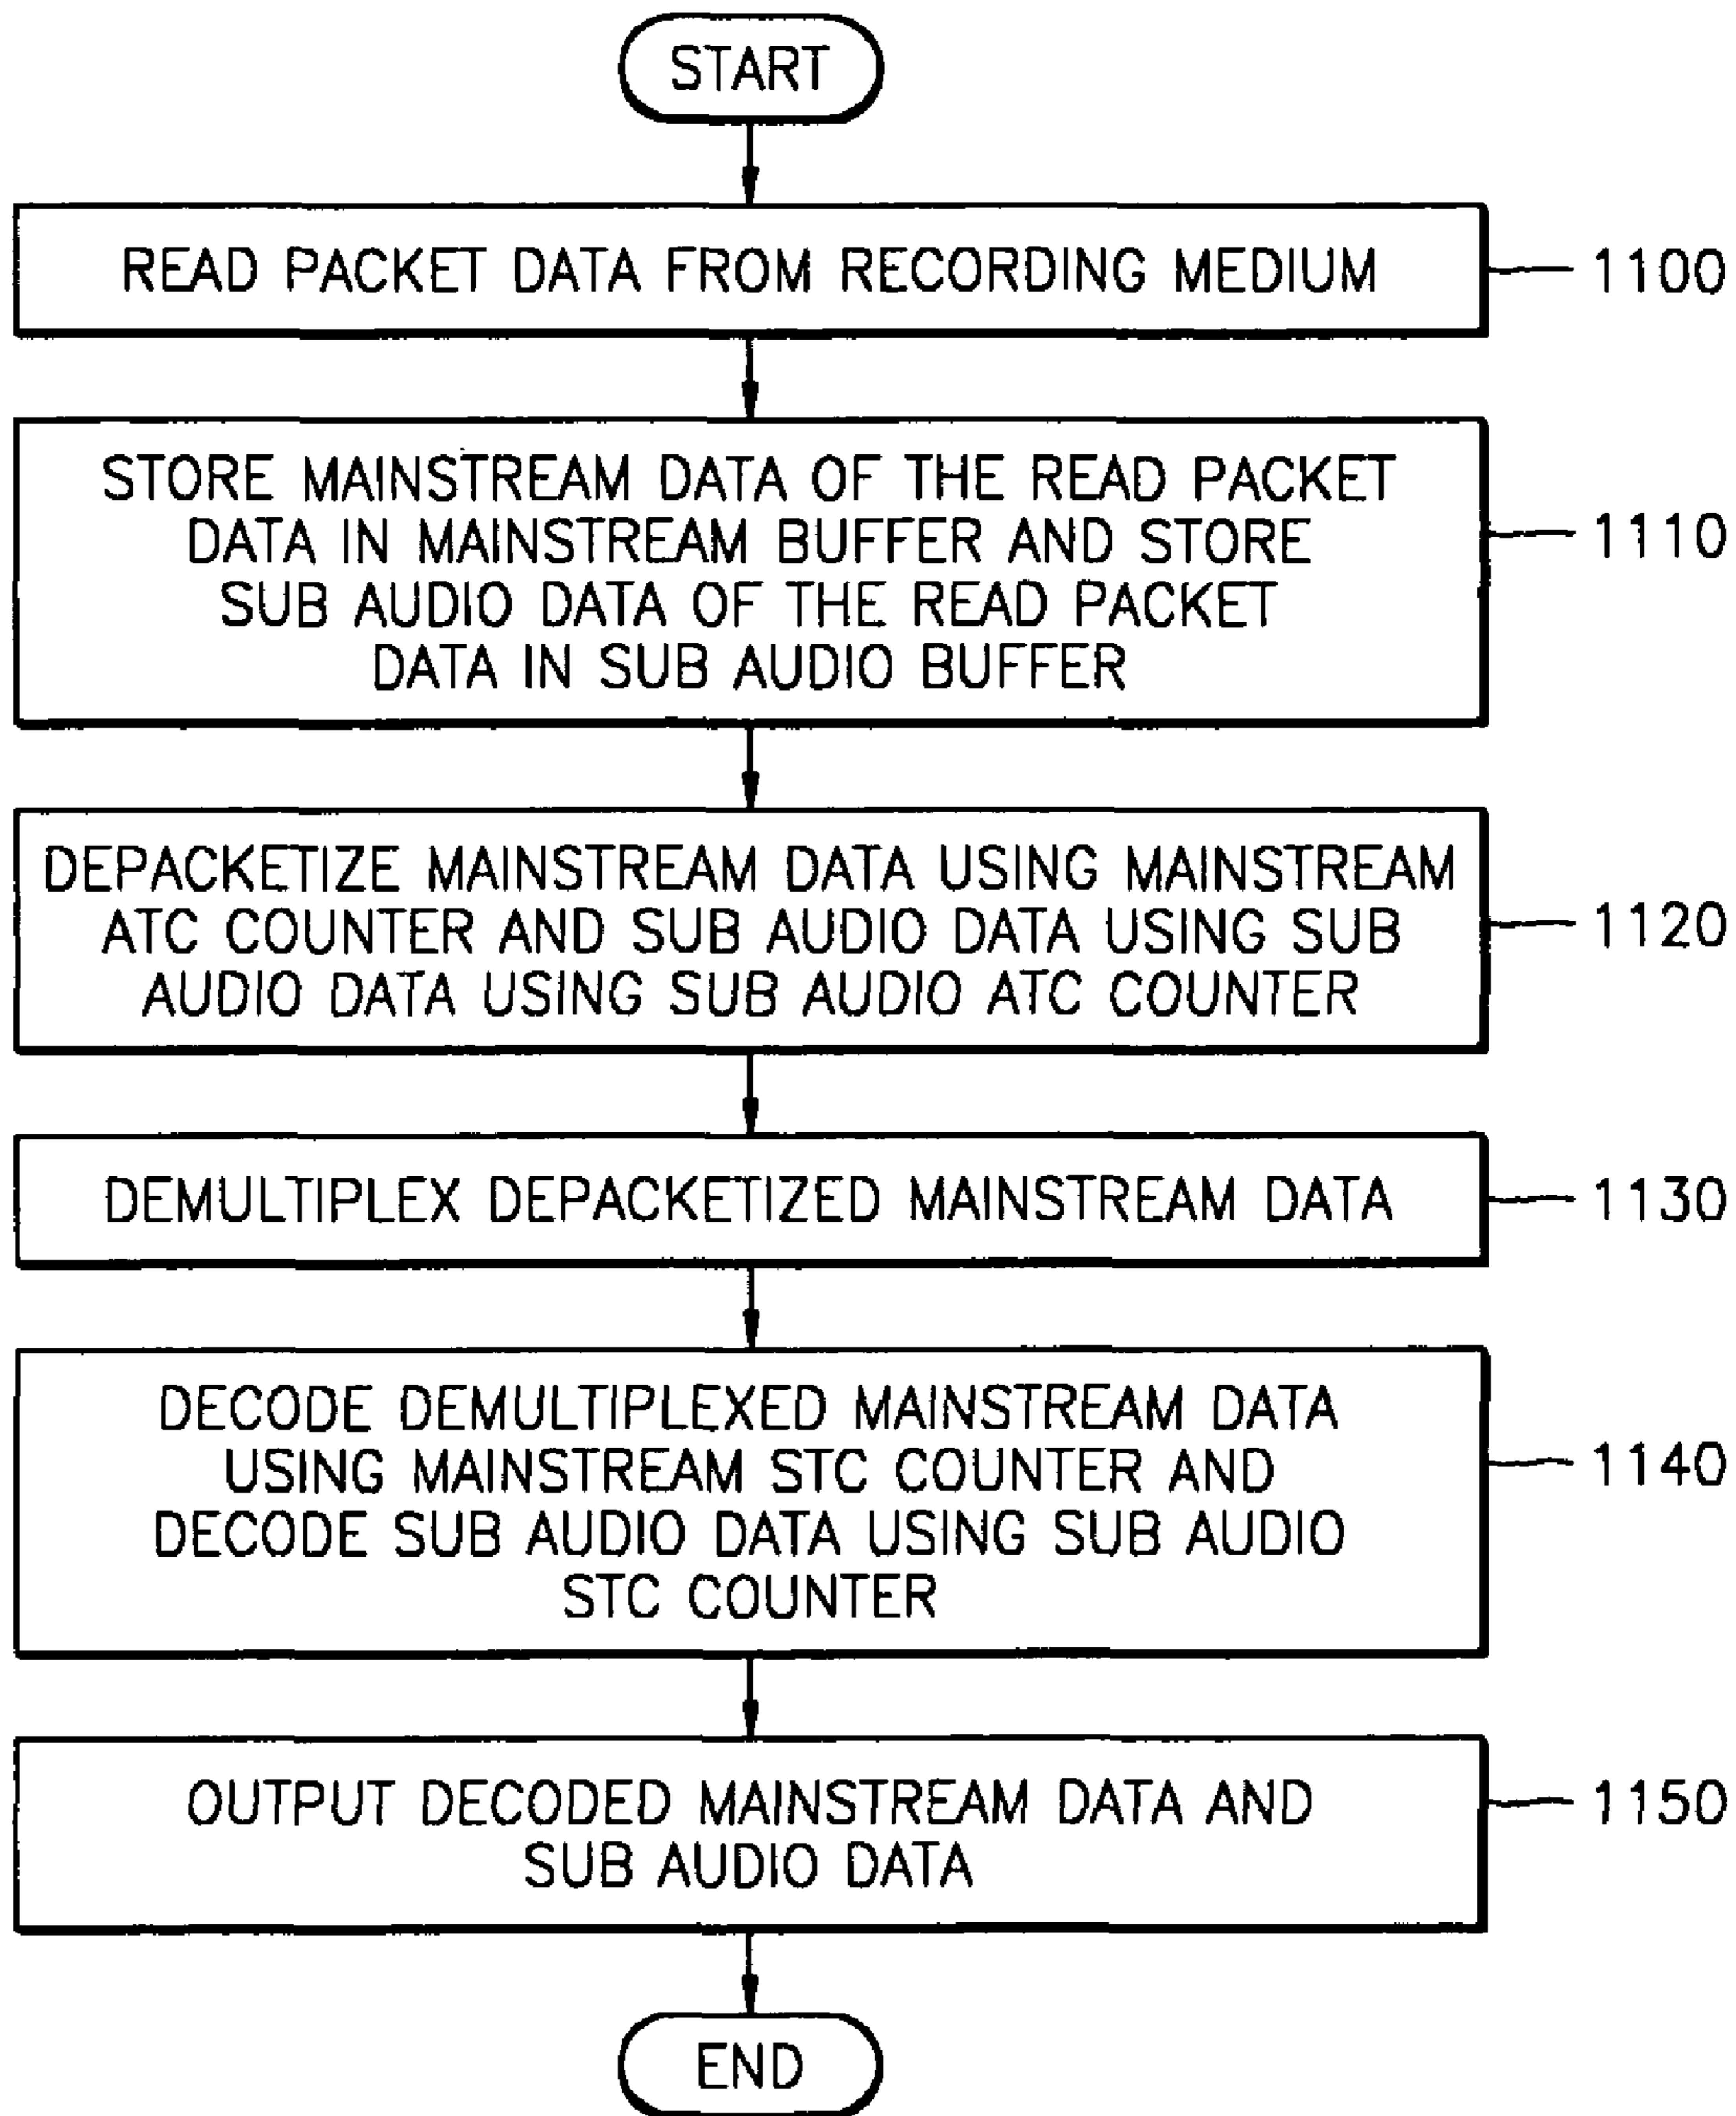 START
READ PACKET DATA FROM RECORDING MEDIUM
1100
STORE MAINSTREAM DATA OF THE READ PACKET
DATA IN MAINSTREAM BUFFER AND STORE
SUB AUDIO DATA OF THE READ PACKET
DATA IN SUB AUDIO BUFFER
1110
DEPACKETIZE MAINSTREAM DATA USING MAINSTREAM
ATC COUNTER AND SUB AUDIO DATA USING SUB
AUDIO DATA USING SUB AUDIO ATC COUNTER
1120
DEMULTIPLEX DEPACKETIZED MAINSTREAM DATA
1130
DECODE DEMULTIPLEXED MAINSTREAM DATA
USING MAINSTREAM STC COUNTER AND
DECODE SUB AUDIO DATA USING SUB AUDIO
STC COUNTER
1140
OUTPUT DECODED MAINSTREAM DATA AND
SUB AUDIO DATA
1150
END